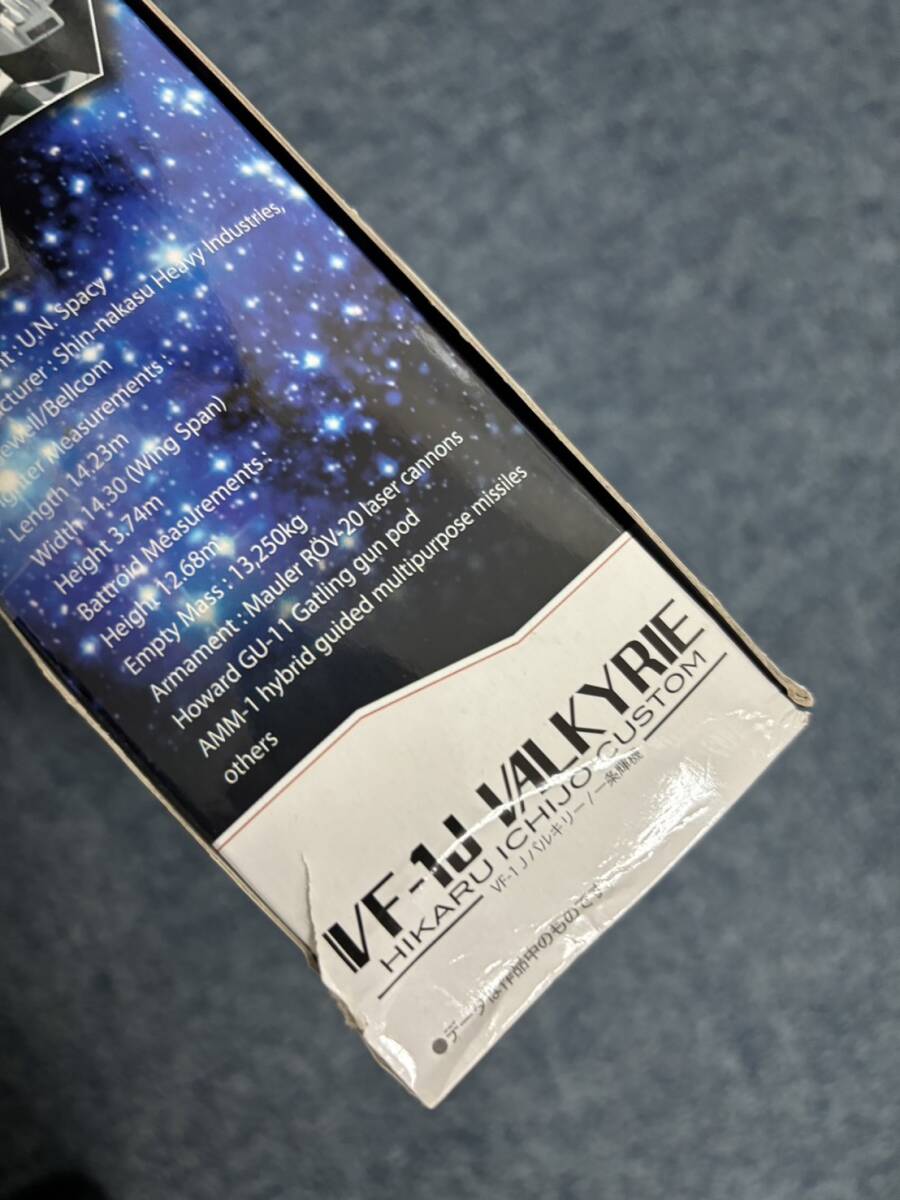 nt : U.N. Spacy
cturer : Shin-nakasu Heavy Industries,
ewell/Bellcom
ghter Measurements :
Length 14.23m
Width 14.30 (Wing Span)
Height 3.74m
Battroid Measurements :
Height 12.68m
Empty Mass : 13,250kg
Armament : Mauler RÖV-20 laser cannons
Howard GU-11 Gatling gun pod
AMM-1 hybrid guided multipurpose missiles
others
VF-1J VALKYRIE
HIKARU ICHIJO CUSTOM
VF-1 J バルキリー / 一条輝機
●データは作品中のものです